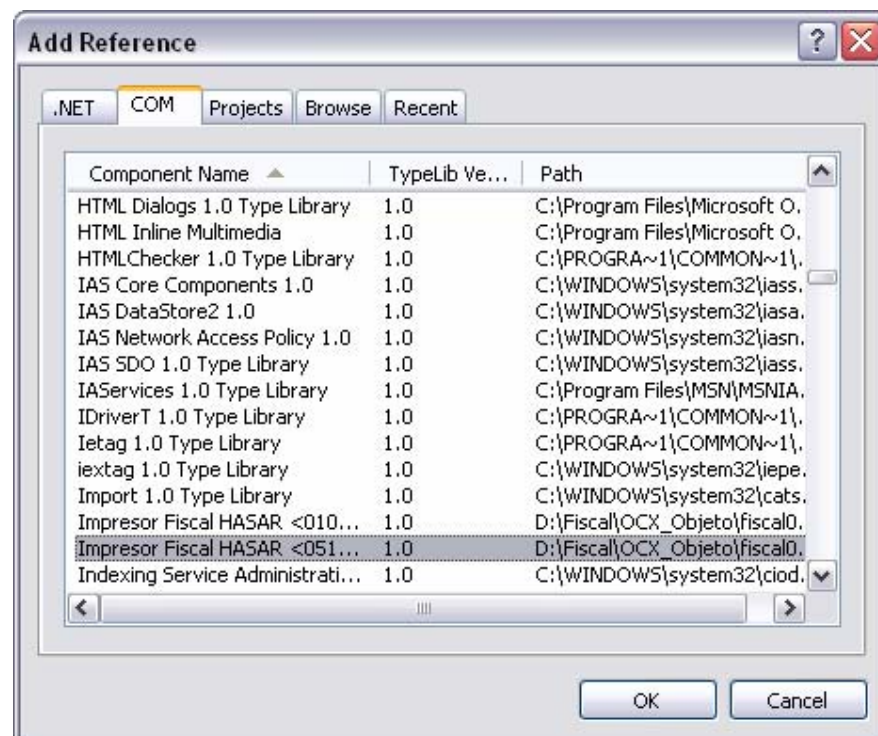 Add Reference
.NET COM Projects Browse Recent
Component Name TypeLib Ve... Path
HTML Dialogs 1.0 Type Library 1.0 C:\Program Files\Microsoft O.
HTML Inline Multimedia 1.0 C:\Program Files\Microsoft O.
HTMLChecker 1.0 Type Library 1.0 C:\PROGRA~1\COMMON~1\.
IAS Core Components 1.0 1.0 C:\WINDOWS\system32\iass.
IAS DataStore2 1.0 1.0 C:\WINDOWS\system32\iasa.
IAS Network Access Policy 1.0 1.0 C:\WINDOWS\system32\iasn.
IAS SDO 1.0 Type Library 1.0 C:\WINDOWS\system32\iass.
IAServices 1.0 Type Library 1.0 C:\Program Files\MSN\MSNIA.
IDriverT 1.0 Type Library 1.0 C:\PROGRA~1\COMMON~1\.
Ietag 1.0 Type Library 1.0 C:\PROGRA~1\COMMON~1\.
iextag 1.0 Type Library 1.0 C:\WINDOWS\system32\iepe.
Import 1.0 Type Library 1.0 C:\WINDOWS\system32\cats.
Impresor Fiscal HASAR <010... 1.0 D:\Fiscal\OCX_Objeto\fiscal0.
Impresor Fiscal HASAR <051... 1.0 D:\Fiscal\OCX_Objeto\fiscal0.
Indexing Service Administrati... 1.0 C:\WINDOWS\system32\ciod.
OK Cancel